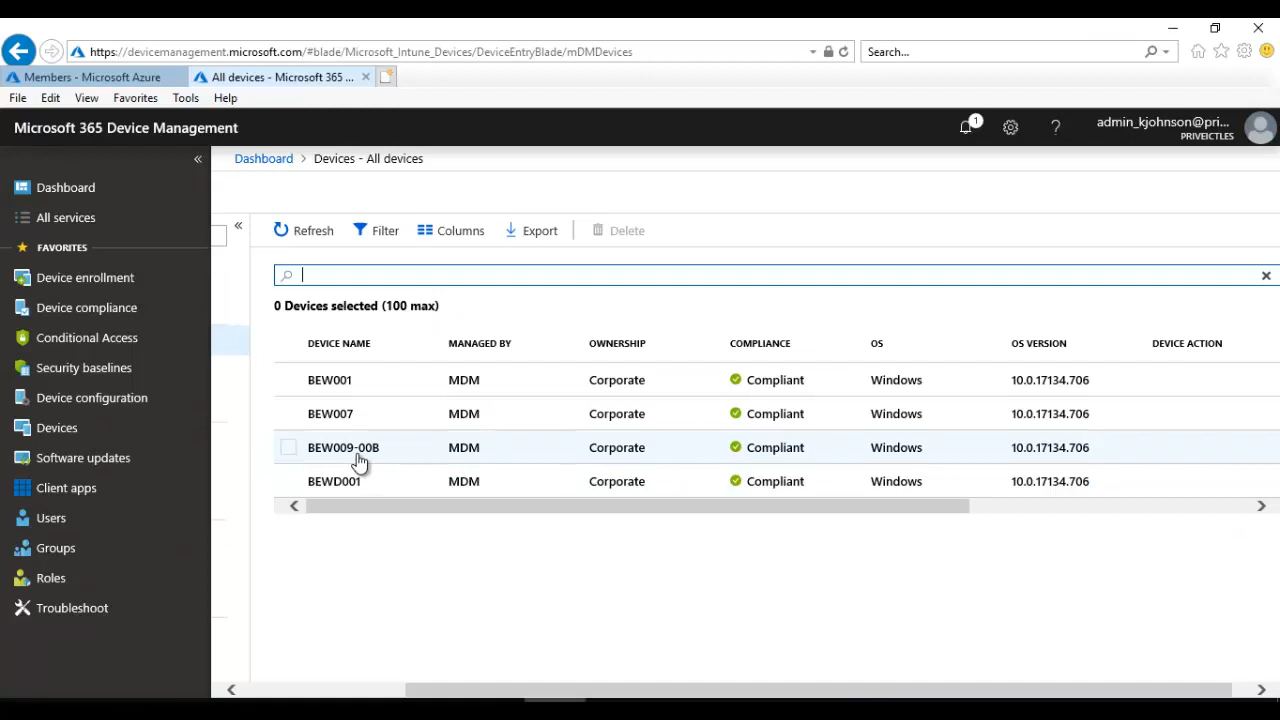 https://devicemanagement.microsoft.com/#blade/Microsoft_Intune_Devices/DeviceEntryBlade/mDMDevices
Search...
Members - Microsoft Azure
All devices - Microsoft 365 ...
File Edit View Favorites Tools Help
Microsoft 365 Device Management
1
?
admin_kjohnson@pri...
PRIVEICTLES
«
Dashboard > Devices - All devices
Dashboard
All services
FAVORITES
Device enrollment
Device compliance
Conditional Access
Security baselines
Device configuration
Devices
Software updates
Client apps
Users
Groups
Roles
Troubleshoot
«
Refresh Filter Columns Export Delete
0 Devices selected (100 max)
DEVICE NAME MANAGED BY OWNERSHIP COMPLIANCE OS OS VERSION DEVICE ACTION
BEW001 MDM Corporate Compliant Windows 10.0.17134.706
BEW007 MDM Corporate Compliant Windows 10.0.17134.706
BEW009-00B MDM Corporate Compliant Windows 10.0.17134.706
BEWD001 MDM Corporate Compliant Windows 10.0.17134.706